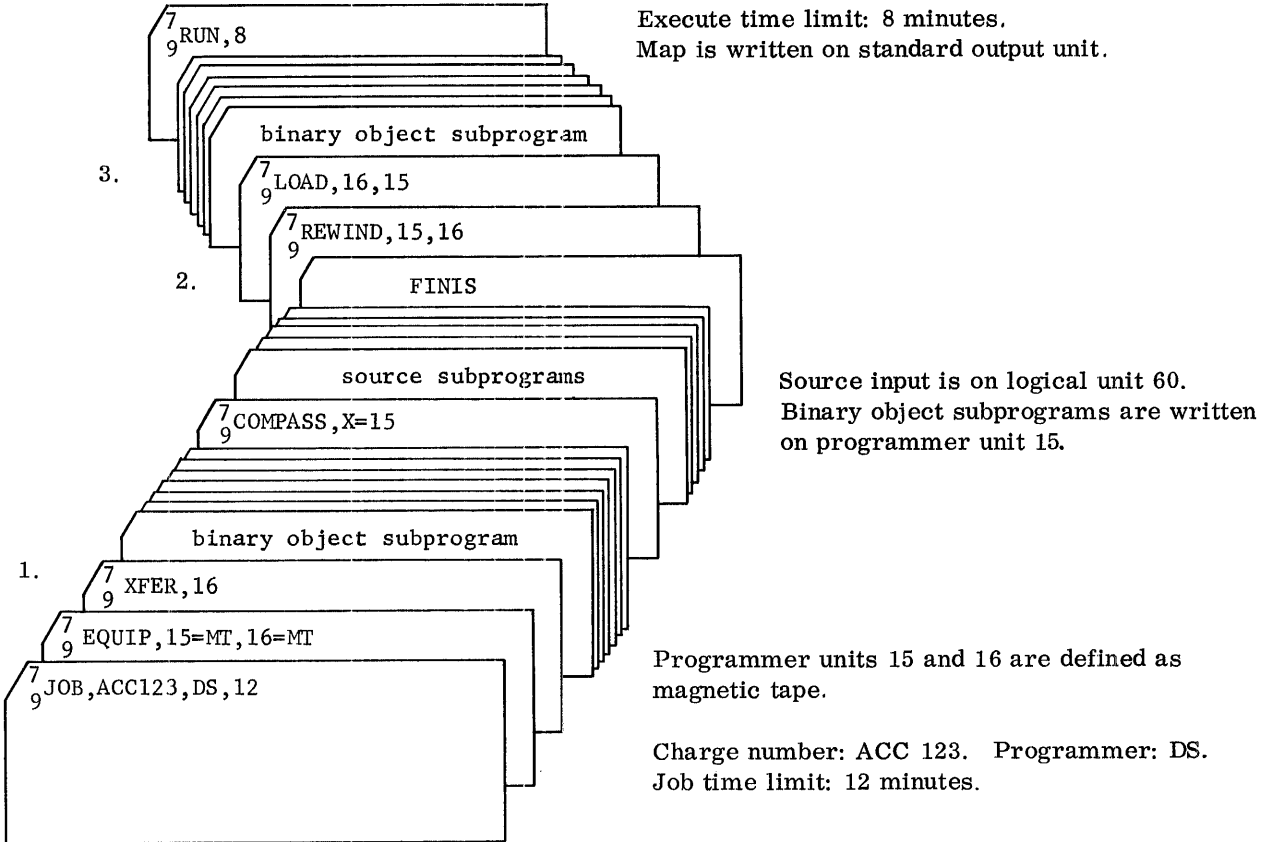 7
9RUN,8
Execute time limit: 8 minutes.
Map is written on standard output unit.
binary object subprogram
3.
7
9LOAD,16,15
7
9REWIND,15,16
2.
FINIS
source subprograms
Source input is on logical unit 60.
Binary object subprograms are written
on programmer unit 15.
7
9COMPASS,X=15
binary object subprogram
1.
7
9 XFER,16
7
9 EQUIP,15=MT,16=MT
Programmer units 15 and 16 are defined as
magnetic tape.
7
9JOB,ACC123,DS,12
Charge number: ACC 123. Programmer: DS.
Job time limit: 12 minutes.